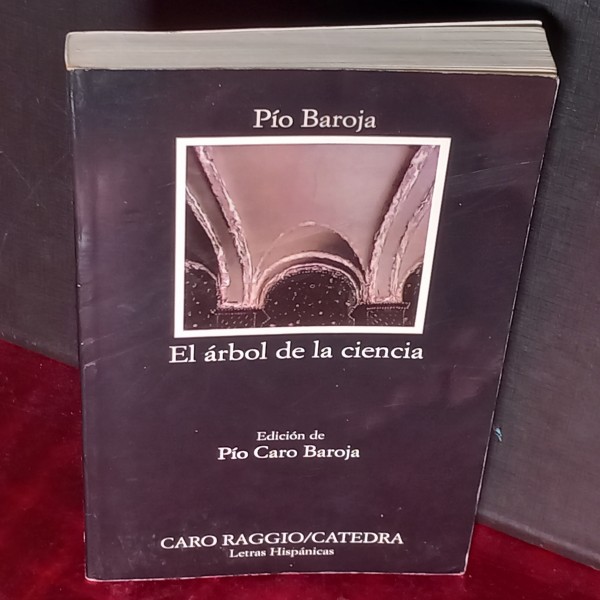 Pío Baroja
El árbol de la ciencia
Edición de
Pío Caro Baroja
CARO RAGGIO/CATEDRA
Letras Hispánicas